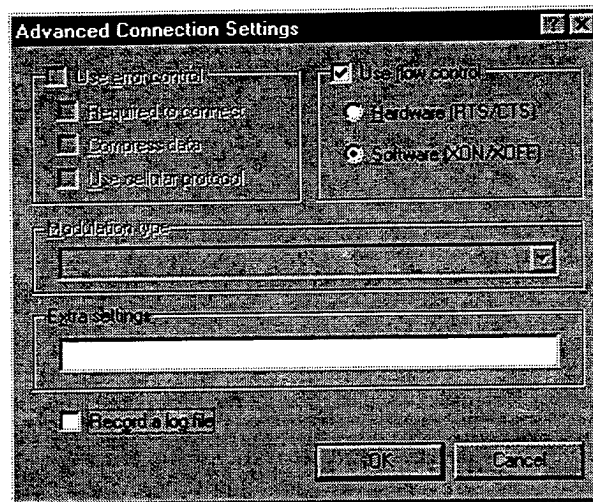 Advanced Connection Settings
Use error control
Required to connect
Compress data
Use cellular protocol
Use flow control
Hardware (RTS/CTS)
Software (XON/XOFF)
Modulation type
Extra settings
Record a log file
OK
Cancel